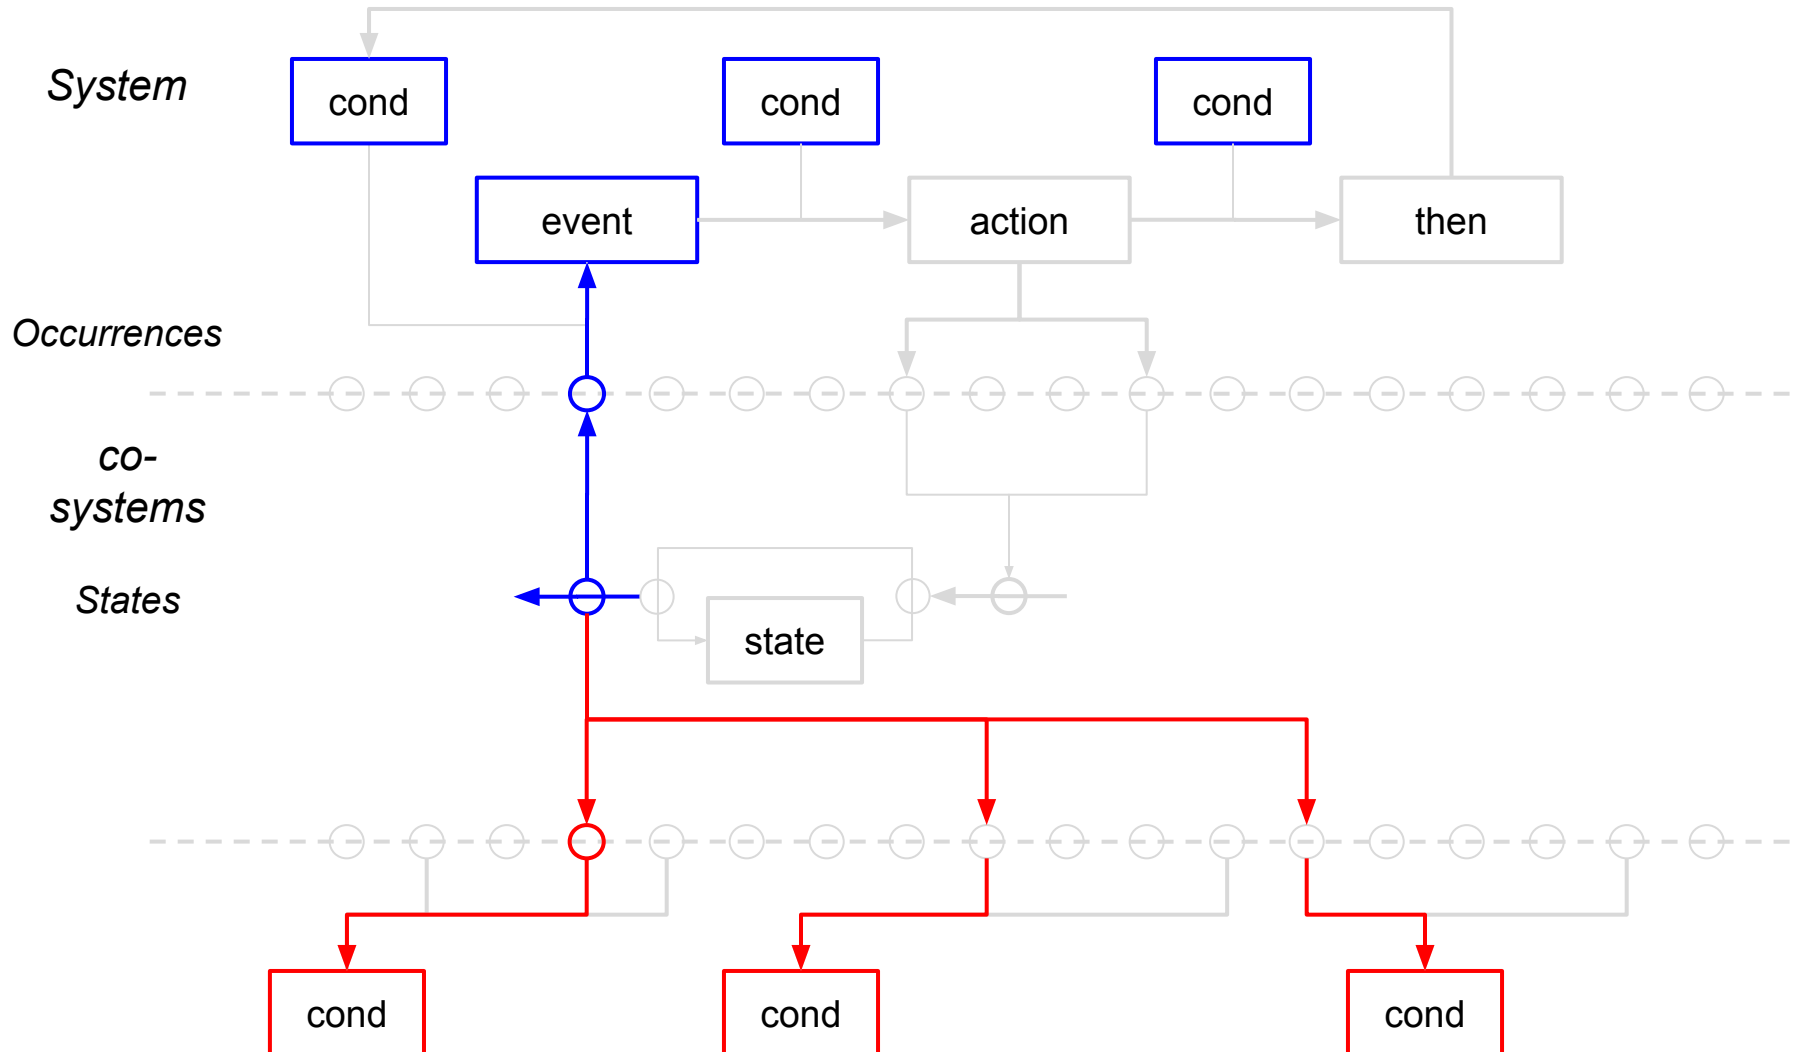 System
cond
cond
cond
event
action
then
Occurrences
co-
systems
States
state
cond
cond
cond